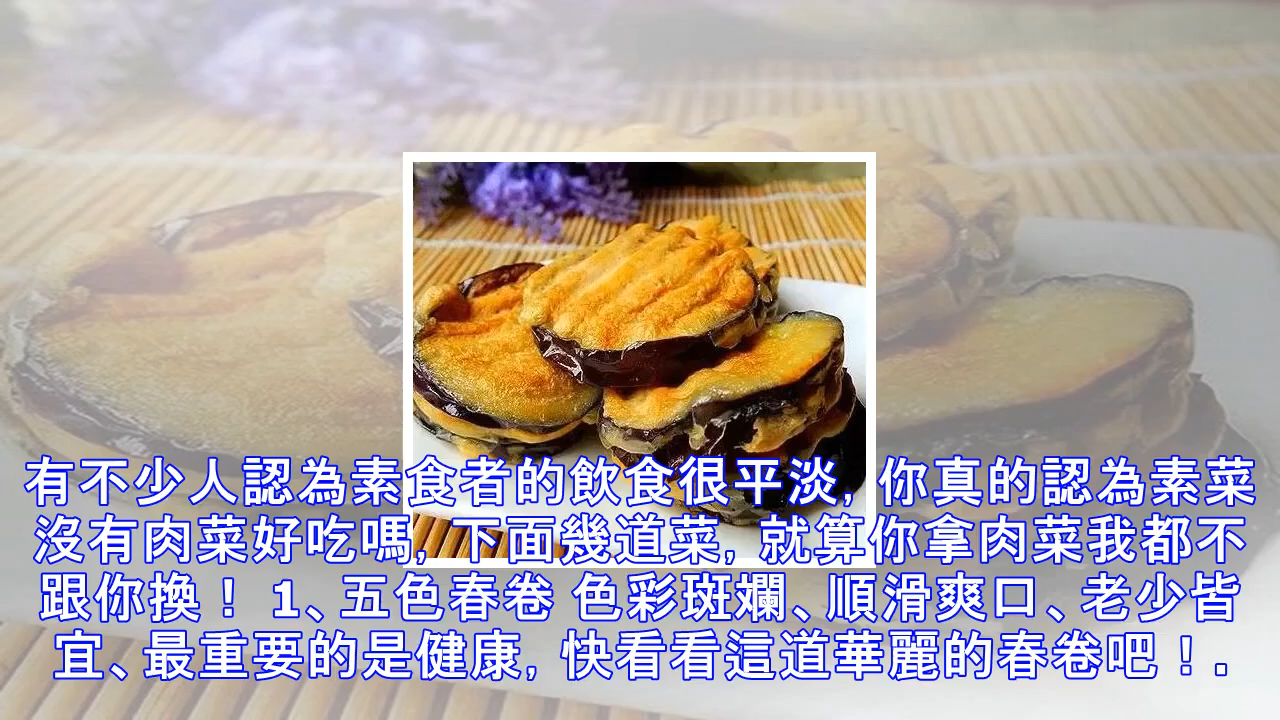 有不少人認為素食者的飲食很平淡, 你真的認為素菜
沒有肉菜好吃嗎, 下面幾道菜, 就算你拿肉菜我都不
跟你換！ 1、五色春卷 色彩斑斕、順滑爽口、老少皆
宜、最重要的是健康, 快看看這道華麗的春卷吧！.